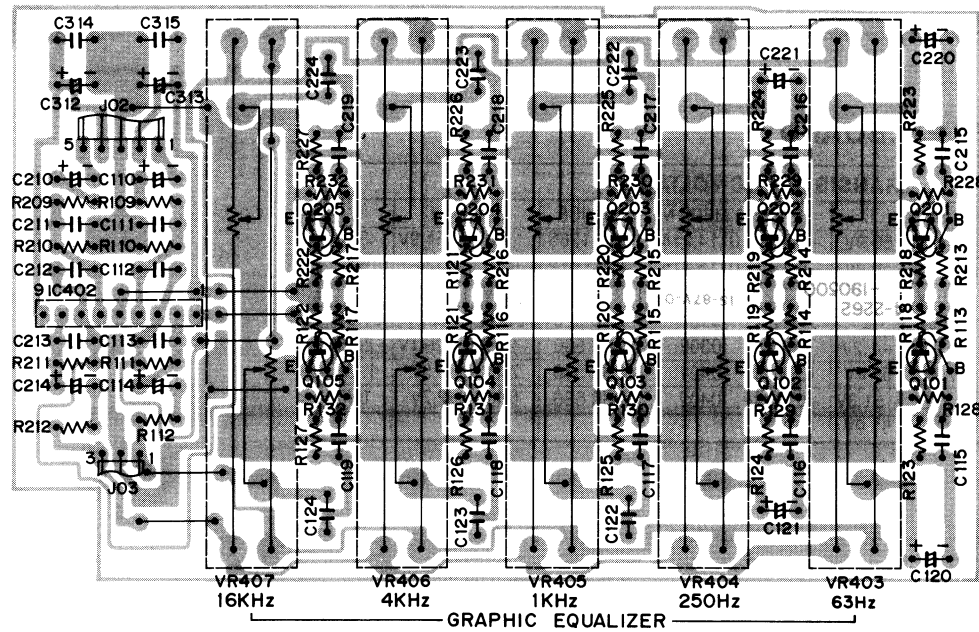 C314 C315
C312 C313
J02
5 1
C210 C110
R209 R109
C211 C111
R210 R110
C212 C112
9 IC402 1
C213 C113
R211 R111
C214 C114
R212 R112
3 1
J03
C224 C219 C223 C218 C222 C217 C221 C216 C220 C215
R227 R226 R225 R224 R223
R228
Q205 Q204 Q203 Q202 Q201
E E E E B
R222 R217 R121 R216 R220 R215 R219 R214 R218 R213
R122 R117 R121 R116 R120 R115 R119 R114 R118 R113
E B E B E B E B E B
Q105 Q104 Q103 Q102 Q101
R132 R131 R130 R129 R128
R127 C119 R126 C118 R125 C117 R124 C116 R123 C115
C124 C123 C122 C121 C120
VR407 VR406 VR405 VR404 VR403
16KHz 4KHz 1KHz 250Hz 63Hz
GRAPHIC EQUALIZER